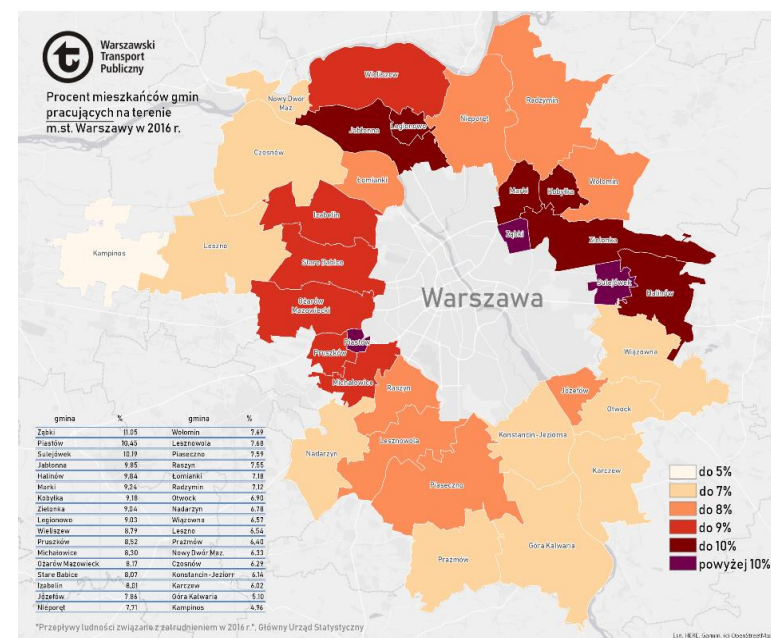 Warszawski
Transport
Publiczny
Procent mieszkańców gmin
pracujących na terenie
m.st. Warszawy w 2016 r.
Wieliszew
Nowy Dwór
Maz
Jabłonna
Legionowo
Nieporęt
Radzymin
Czosnów
Łomianki
Marki
Kobyłka
Wołomin
Izabelin
Ząbki
Zielonka
Leszno
Kampinos
Stare Babice
Sulejówek
Halinów
Warszawa
Ożarów
Mazowiecki
Piastów
Pruszków
Wiązowna
Michałowice
Raszyn
Józefów
Otwock
Nadarzyn
Lesznowola
Konstancin-Jeziorna
Karczew
Piaseczno
Góra Kalwaria
Prażmów
gmina % gmina %
Ząbki 11.05 Wołomin 7.69
Piastów 10.45 Lesznowola 7.68
Sulejówek 10.19 Piaseczno 7.59
Jabłonna 9.85 Raszyn 7.55
Halinów 9.84 Łomianki 7.18
Marki 9.24 Radzymin 7.12
Kobyłka 9.18 Otwock 6.90
Zielonka 9.04 Nadarzyn 6.78
Legionowo 9.03 Wiązowna 6.57
Wieliszew 8.79 Leszno 6.54
Pruszków 8.52 Prażmów 6.40
Michałowice 8.30 Nowy Dwór Maz. 6.33
Ożarów Mazowieck 8.17 Czosnów 6.29
Stare Babice 8.07 Konstancin-Jeziorr 6.14
Izabelin 8.01 Karczew 6.02
Józefów 7.86 Góra Kalwaria 5.10
Nieporęt 7.71 Kampinos 4.96
do 5%
do 7%
do 8%
do 9%
do 10%
powyżej 10%
"Przepływy ludności związane z zatrudnieniem w 2016 r.", Główny Urząd Statystyczny
Esri, HERE, Garmin, (c) OpenStreetMap